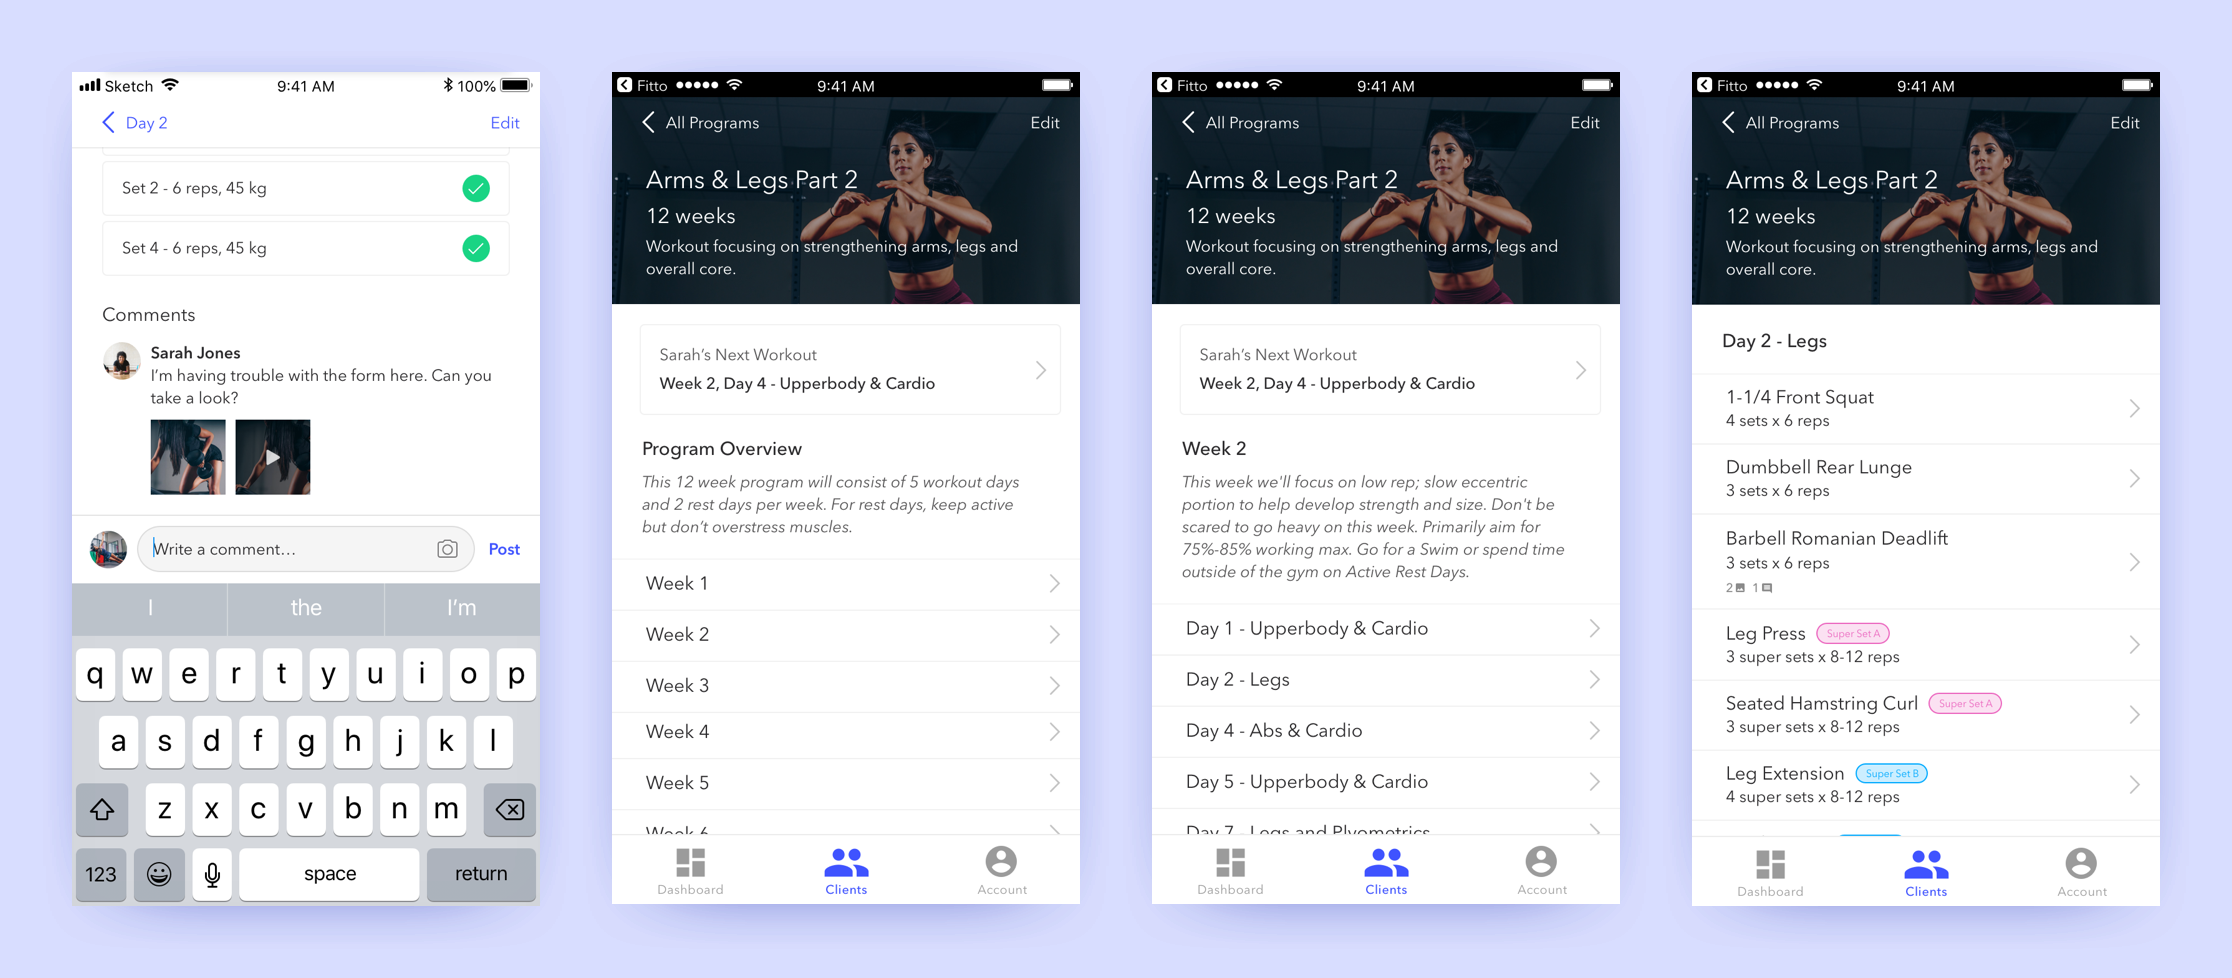 Sketch 9:41 AM 100%
Day 2 Edit
Set 2 - 6 reps, 45 kg
Set 4 - 6 reps, 45 kg
Comments
Sarah Jones
I'm having trouble with the form here. Can you
take a look?
Write a comment... Post
I the I'm
q w e r t y u i o p
a s d f g h j k l
z x c v b n m
123 space return
Fitto 9:41 AM
All Programs Edit
Arms & Legs Part 2
12 weeks
Workout focusing on strengthening arms, legs and
overall core.
Sarah's Next Workout
Week 2, Day 4 - Upperbody & Cardio
Program Overview
This 12 week program will consist of 5 workout days
and 2 rest days per week. For rest days, keep active
but don't overstress muscles.
Week 1
Week 2
Week 3
Week 4
Week 5
Week 6
Dashboard Clients Account
Fitto 9:41 AM
All Programs Edit
Arms & Legs Part 2
12 weeks
Workout focusing on strengthening arms, legs and
overall core.
Sarah's Next Workout
Week 2, Day 4 - Upperbody & Cardio
Week 2
This week we'll focus on low rep; slow eccentric
portion to help develop strength and size. Don't be
scared to go heavy on this week. Primarily aim for
75%-85% working max. Go for a Swim or spend time
outside of the gym on Active Rest Days.
Day 1 - Upperbody & Cardio
Day 2 - Legs
Day 4 - Abs & Cardio
Day 5 - Upperbody & Cardio
Day 7 - Legs and Plyometrics
Dashboard Clients Account
Fitto 9:41 AM
All Programs Edit
Arms & Legs Part 2
12 weeks
Workout focusing on strengthening arms, legs and
overall core.
Day 2 - Legs
1-1/4 Front Squat
4 sets x 6 reps
Dumbbell Rear Lunge
3 sets x 6 reps
Barbell Romanian Deadlift
3 sets x 6 reps
2 1
Leg Press Super Set A
3 super sets x 8-12 reps
Seated Hamstring Curl Super Set A
3 super sets x 8-12 reps
Leg Extension Super Set B
4 super sets x 8-12 reps
Dashboard Clients Account